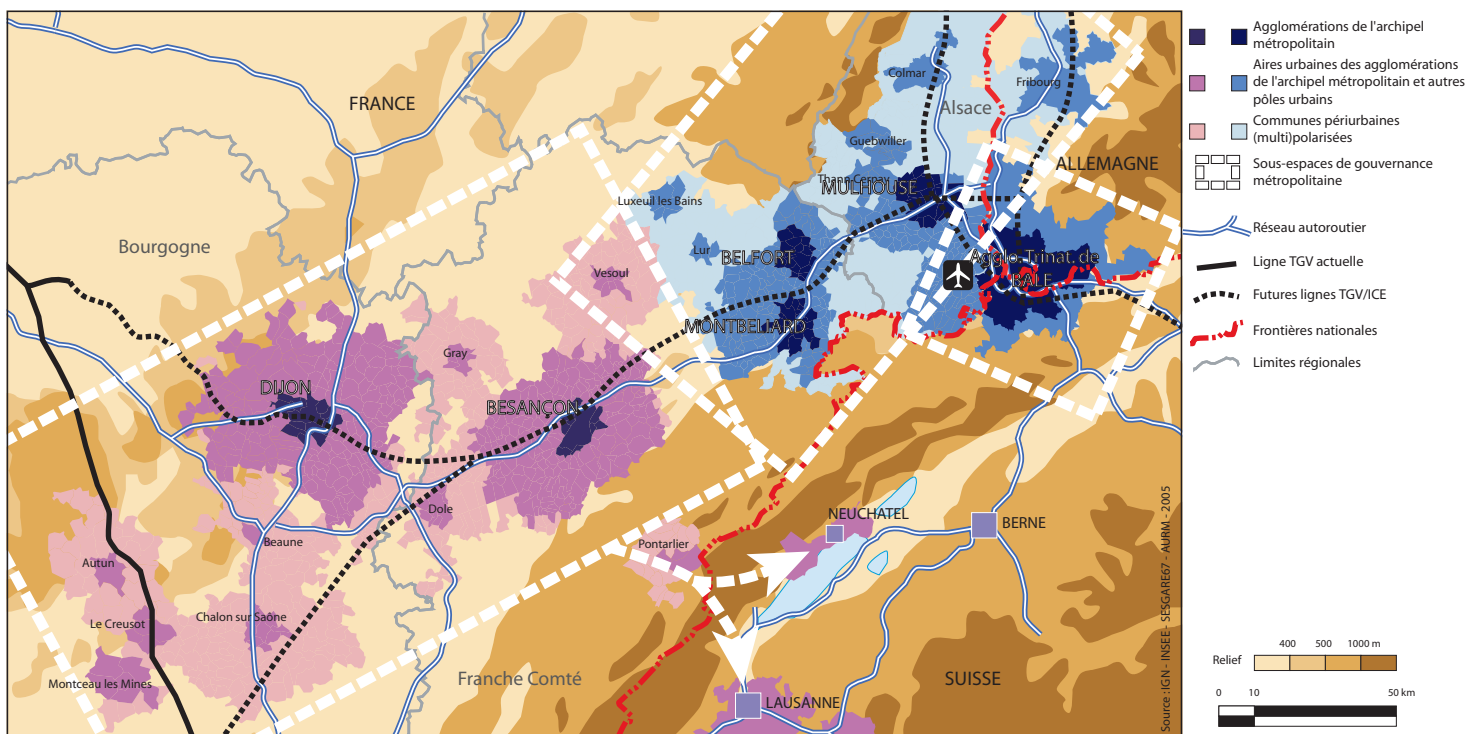 FRANCE
Colmar
Fribourg
Alsace
Guebwiller
ALLEMAGNE
Thann-Cernay
MULHOUSE
Luxeuil les Bains
Bourgogne
Lur
BELFORT
Agglo. Trinat. de
BALE
Vesoul
MONTBELIARD
Gray
DIJON
BESANCON
Dole
NEUCHATEL
BERNE
Beaune
Pontarlier
Autun
Le Creusot
Chalon sur Saône
Montceau les Mines
Franche Comté
SUISSE
LAUSANNE
Source : IGN - INSEE - SESGARE67 - AURM - 2005
Agglomérations de l'archipel
métropolitain
Aires urbaines des agglomérations
de l'archipel métropolitain et autres
pôles urbains
Communes périurbaines
(multi)polarisées
Sous-espaces de gouvernance
métropolitaine
Réseau autoroutier
Ligne TGV actuelle
Futures lignes TGV/ICE
Frontières nationales
Limites régionales
400 500 1000 m
Relief
0 10 50 km